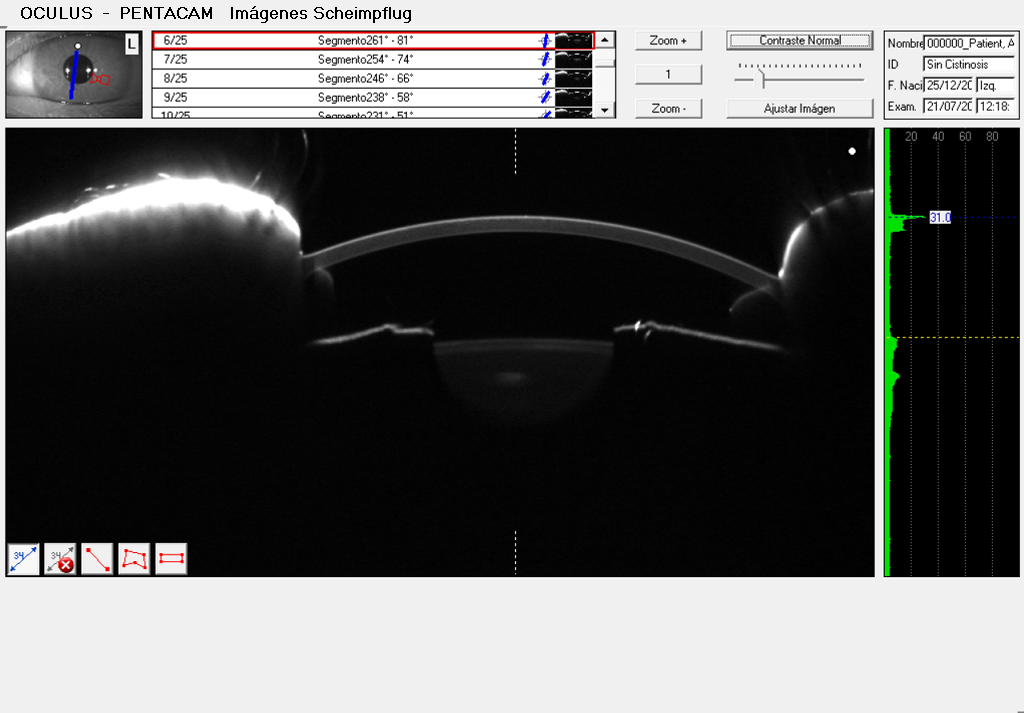 OCULUS - PENTACAM Imágenes Scheimpflug
L
6/25 Segmento261° - 81°
7/25 Segmento254° - 74°
8/25 Segmento246° - 66°
9/25 Segmento238° - 58°
10/25 Segmento231° - 51°
Zoom +
1
Zoom -
Contraste Normal
Ajustar Imágen
Nombre 000000_Patient, A
ID Sin Cistinosis
F. Naci 25/12/20 Izq.
Exam. 21/07/20 12:18:
20 40 60 80
31.0
34
34